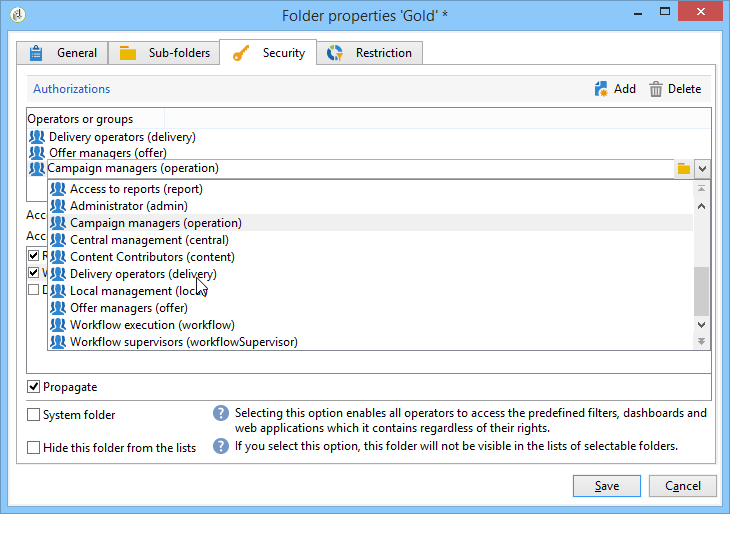 Folder properties 'Gold' *
General
Sub-folders
Security
Restriction
Authorizations
Add
Delete
Operators or groups
Delivery operators (delivery)
Offer managers (offer)
Campaign managers (operation)
Access to reports (report)
Administrator (admin)
Acc
Campaign managers (operation)
Acc
Central management (central)
Content Contributors (content)
Delivery operators (delivery)
Local management (local)
Offer managers (offer)
Workflow execution (workflow)
Workflow supervisors (workflowSupervisor)
Propagate
System folder
Selecting this option enables all operators to access the predefined filters, dashboards and
web applications which it contains regardless of their rights.
Hide this folder from the lists
If you select this option, this folder will not be visible in the lists of selectable folders.
Save
Cancel